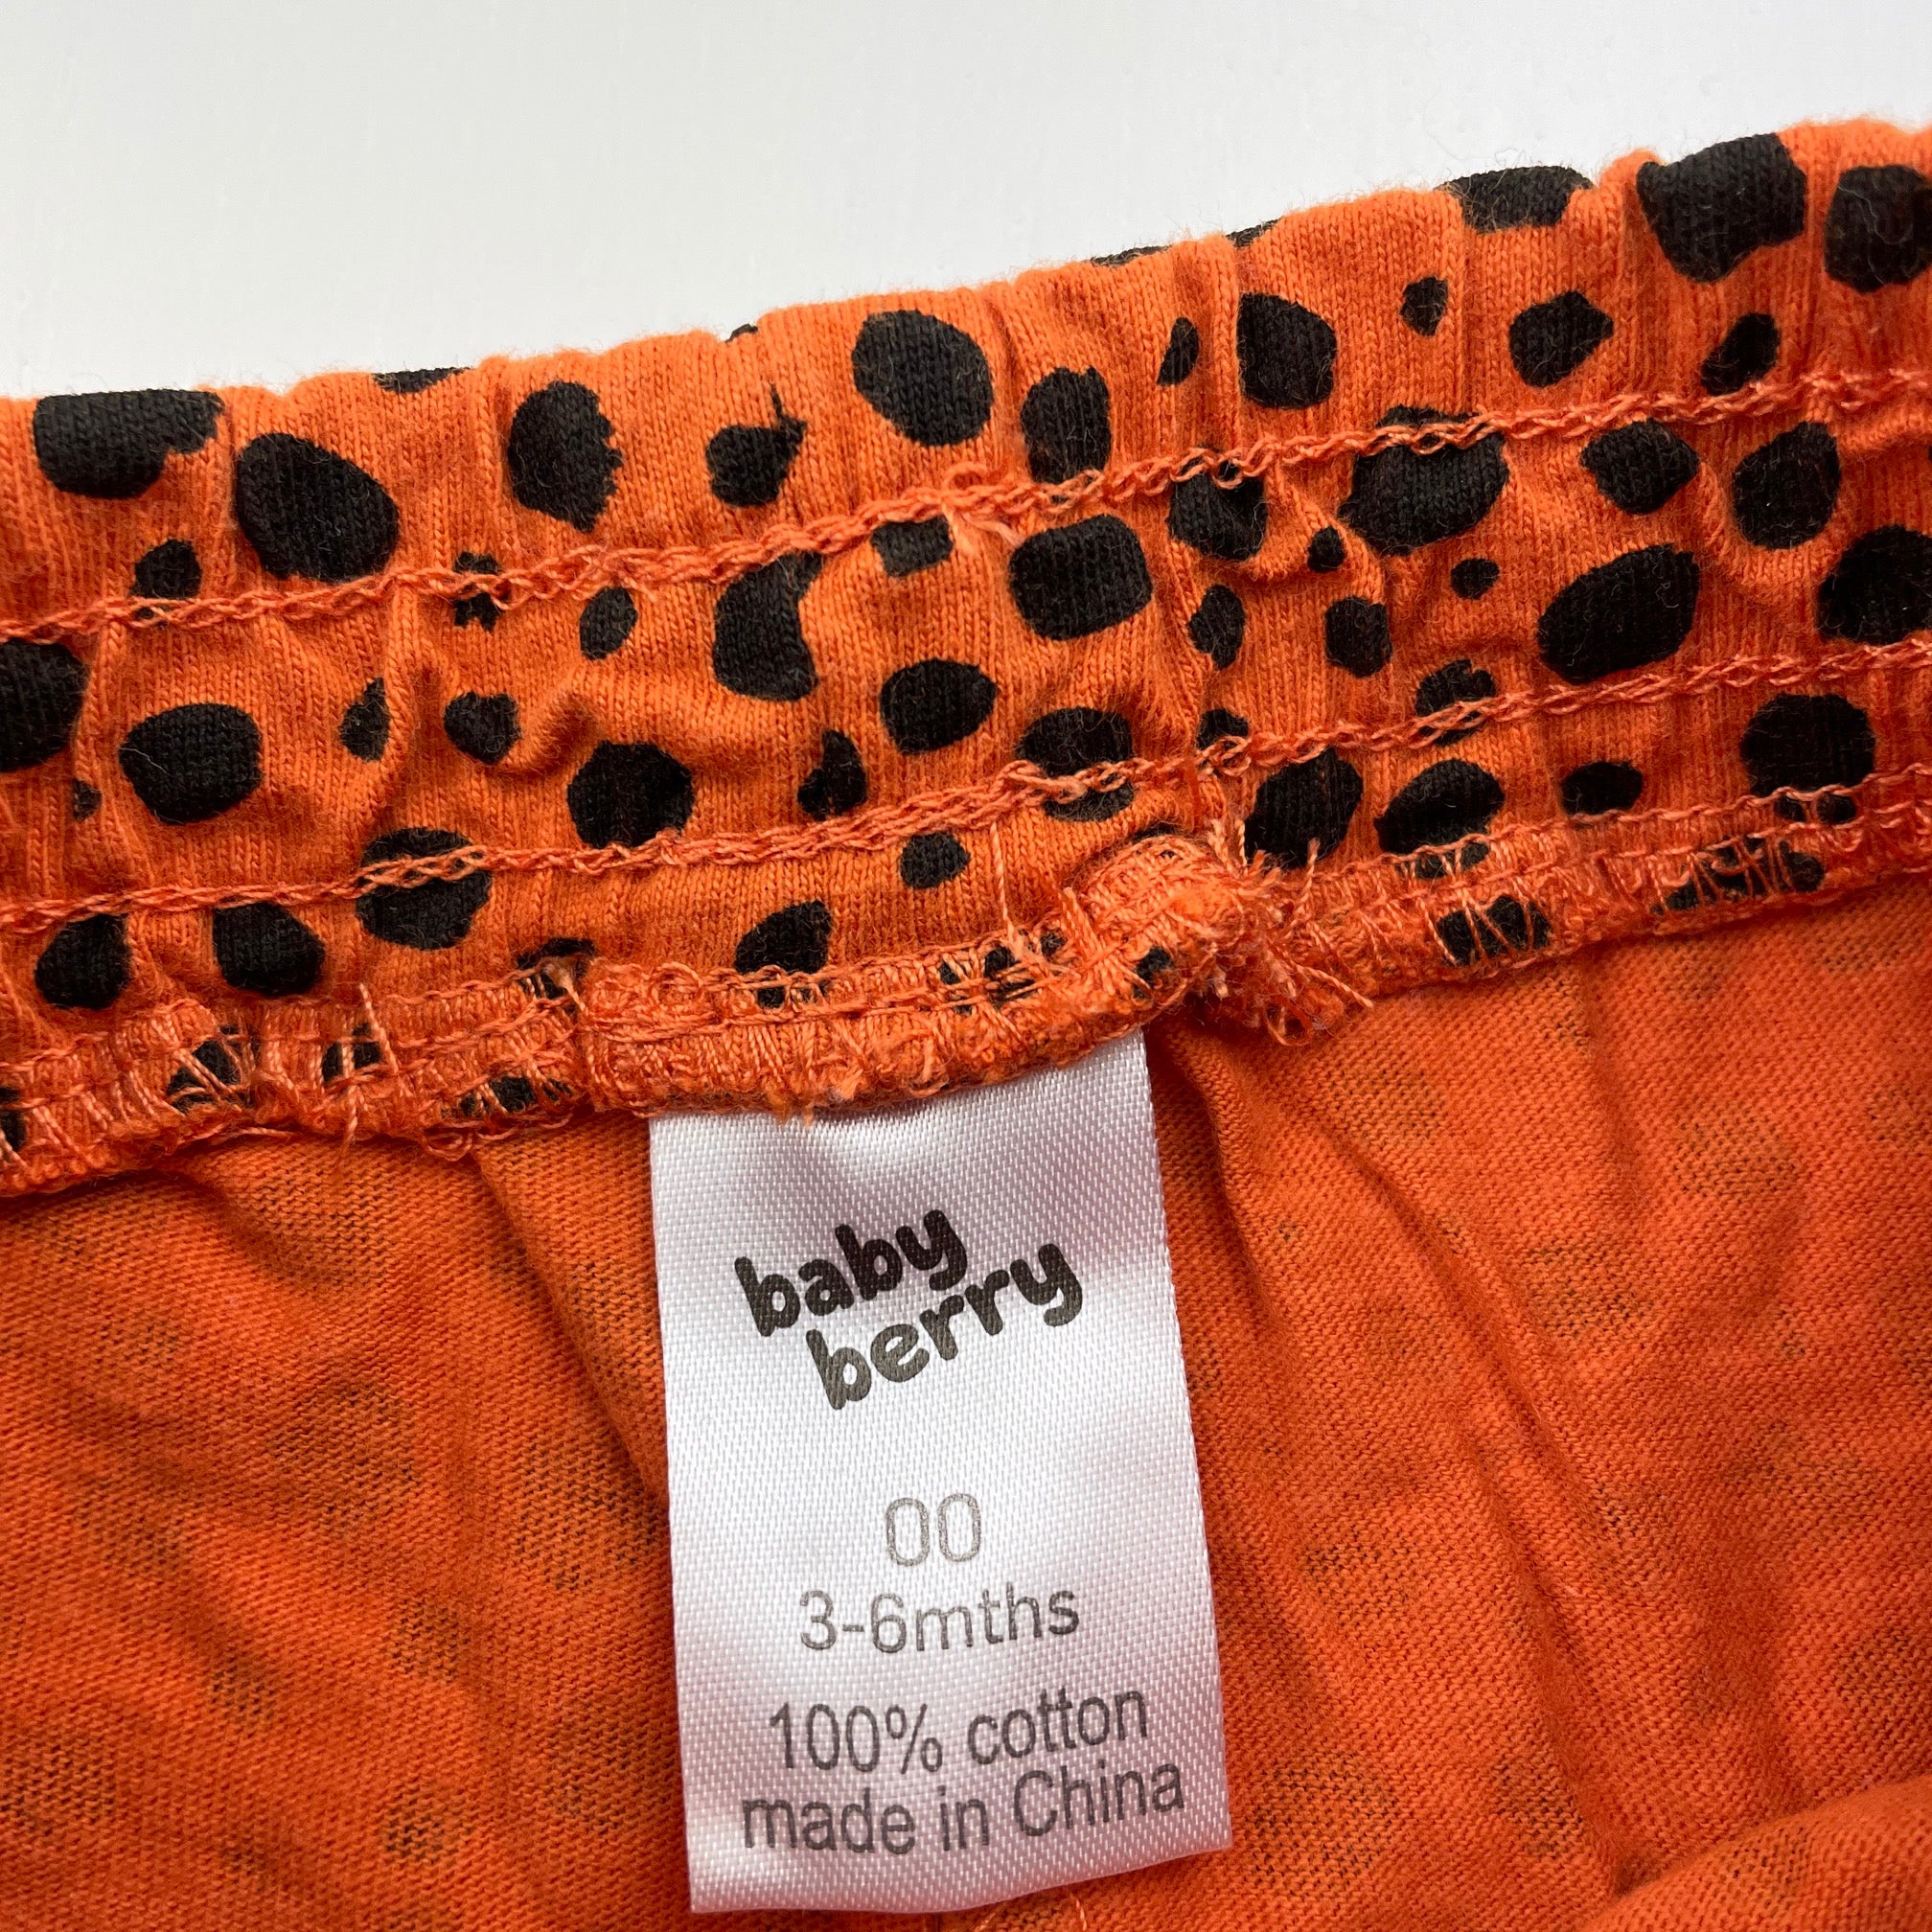 baby
berry
00
3-6mths
100% cotton
made in China